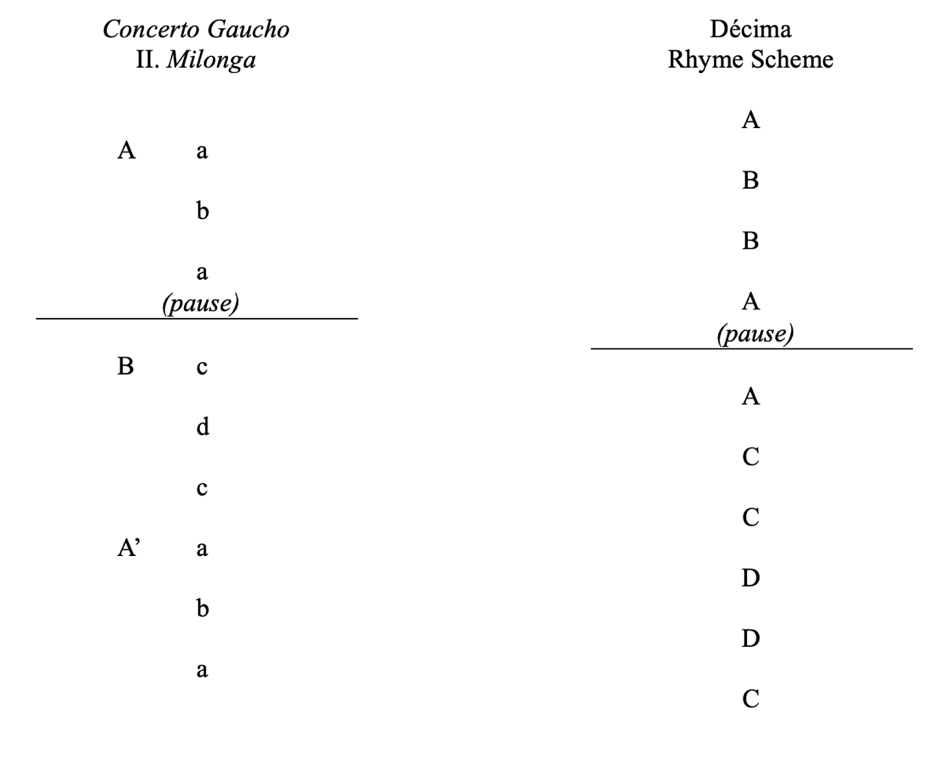 Concerto Gaucho
II. Milonga
A a
b
a
(pause)
B c
d
c
A’ a
b
a
Décima
Rhyme Scheme
A
B
B
A
(pause)
A
C
C
D
D
C